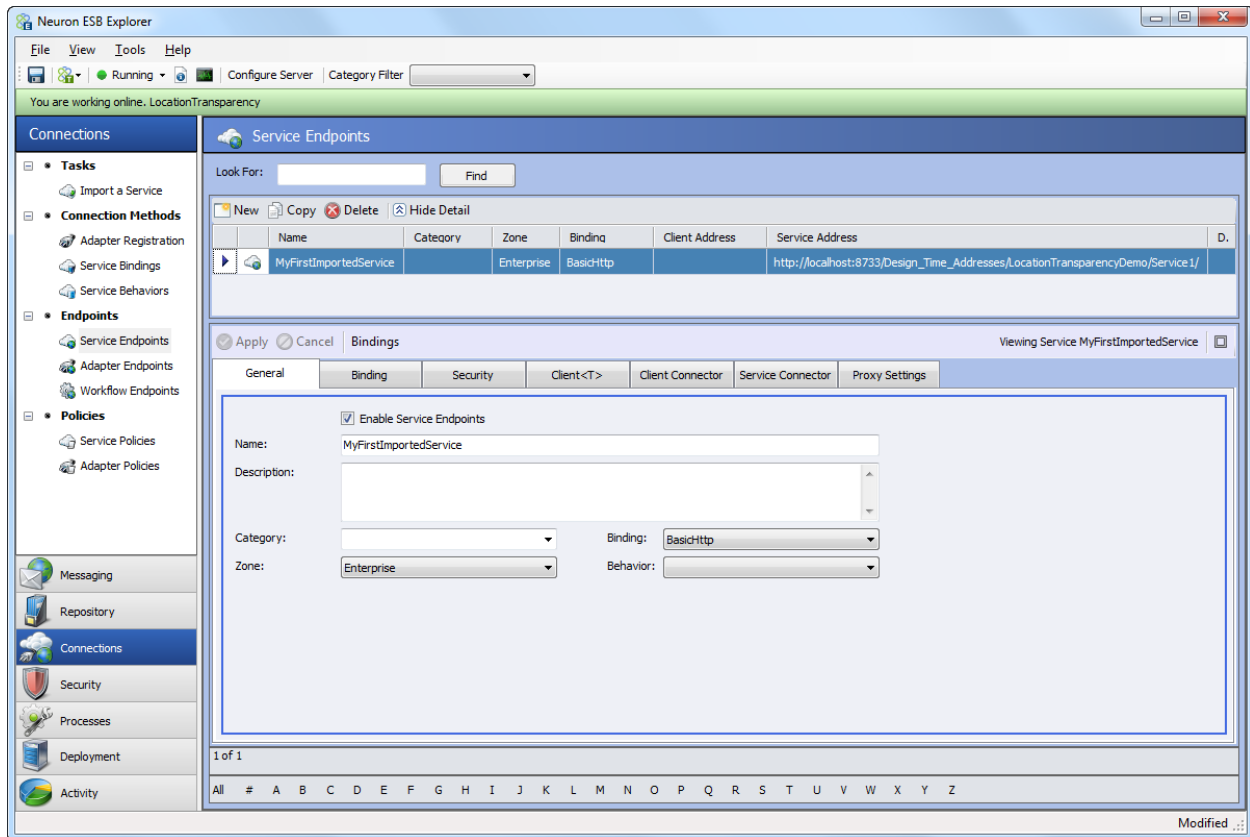 Neuron ESB Explorer
File View Tools Help
Running Configure Server Category Filter
You are working online. LocationTransparency
Connections
Tasks
Import a Service
Connection Methods
Adapter Registration
Service Bindings
Service Behaviors
Endpoints
Service Endpoints
Adapter Endpoints
Workflow Endpoints
Policies
Service Policies
Adapter Policies
Messaging
Repository
Connections
Security
Processes
Deployment
Activity
Service Endpoints
Look For: Find
New Copy Delete Hide Detail
Name Category Zone Binding Client Address Service Address D.
MyFirstImportedService Enterprise BasicHttp http://localhost:8733/Design_Time_Addresses/LocationTransparencyDemo/Service1/
Apply Cancel Bindings Viewing Service MyFirstImportedService
General Binding Security Client<T> Client Connector Service Connector Proxy Settings
Enable Service Endpoints
Name: MyFirstImportedService
Description:
Category: Binding: BasicHttp
Zone: Enterprise Behavior:
1 of 1
All # A B C D E F G H I J K L M N O P Q R S T U V W X Y Z
Modified